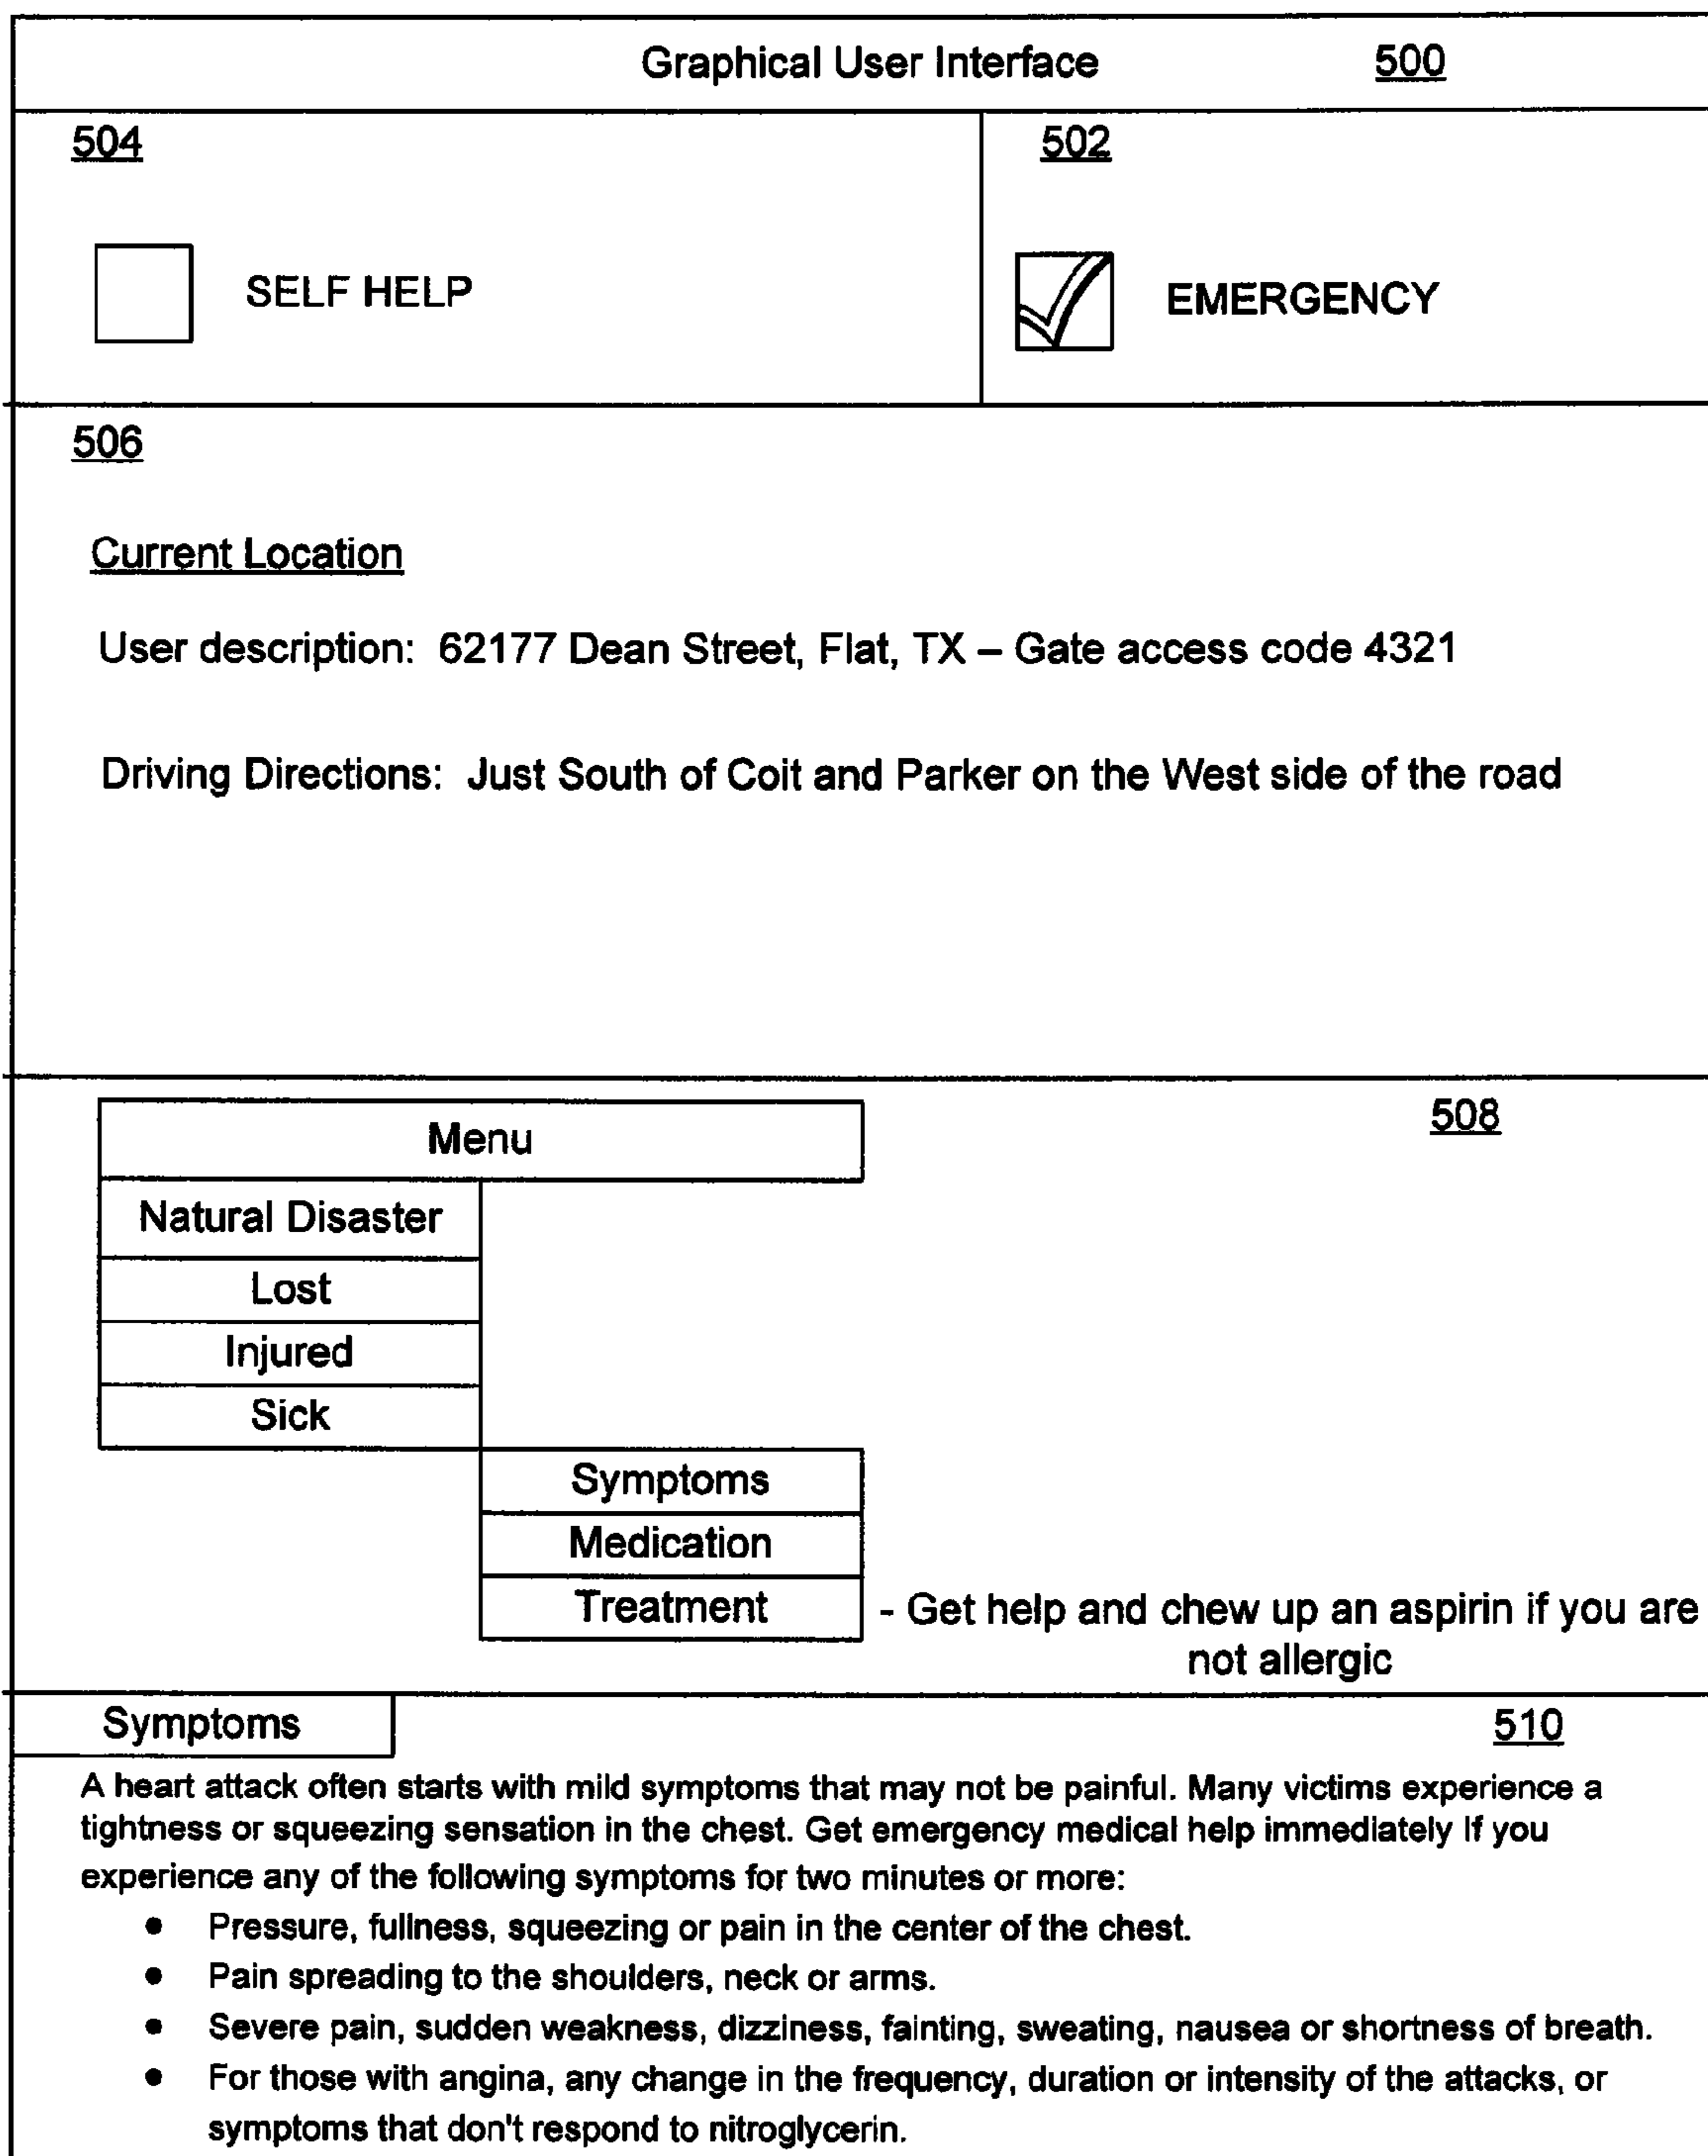 Graphical User Interface 500
504
502
SELF HELP
EMERGENCY
506
Current Location
User description: 62177 Dean Street, Flat, TX – Gate access code 4321
Driving Directions: Just South of Coit and Parker on the West side of the road
508
Menu
Natural Disaster
Lost
Injured
Sick
Symptoms
Medication
Treatment - Get help and chew up an aspirin if you are
not allergic
Symptoms
510
A heart attack often starts with mild symptoms that may not be painful. Many victims experience a
tightness or squeezing sensation in the chest. Get emergency medical help immediately If you
experience any of the following symptoms for two minutes or more:
• Pressure, fullness, squeezing or pain in the center of the chest.
• Pain spreading to the shoulders, neck or arms.
• Severe pain, sudden weakness, dizziness, fainting, sweating, nausea or shortness of breath.
• For those with angina, any change in the frequency, duration or intensity of the attacks, or
symptoms that don't respond to nitroglycerin.